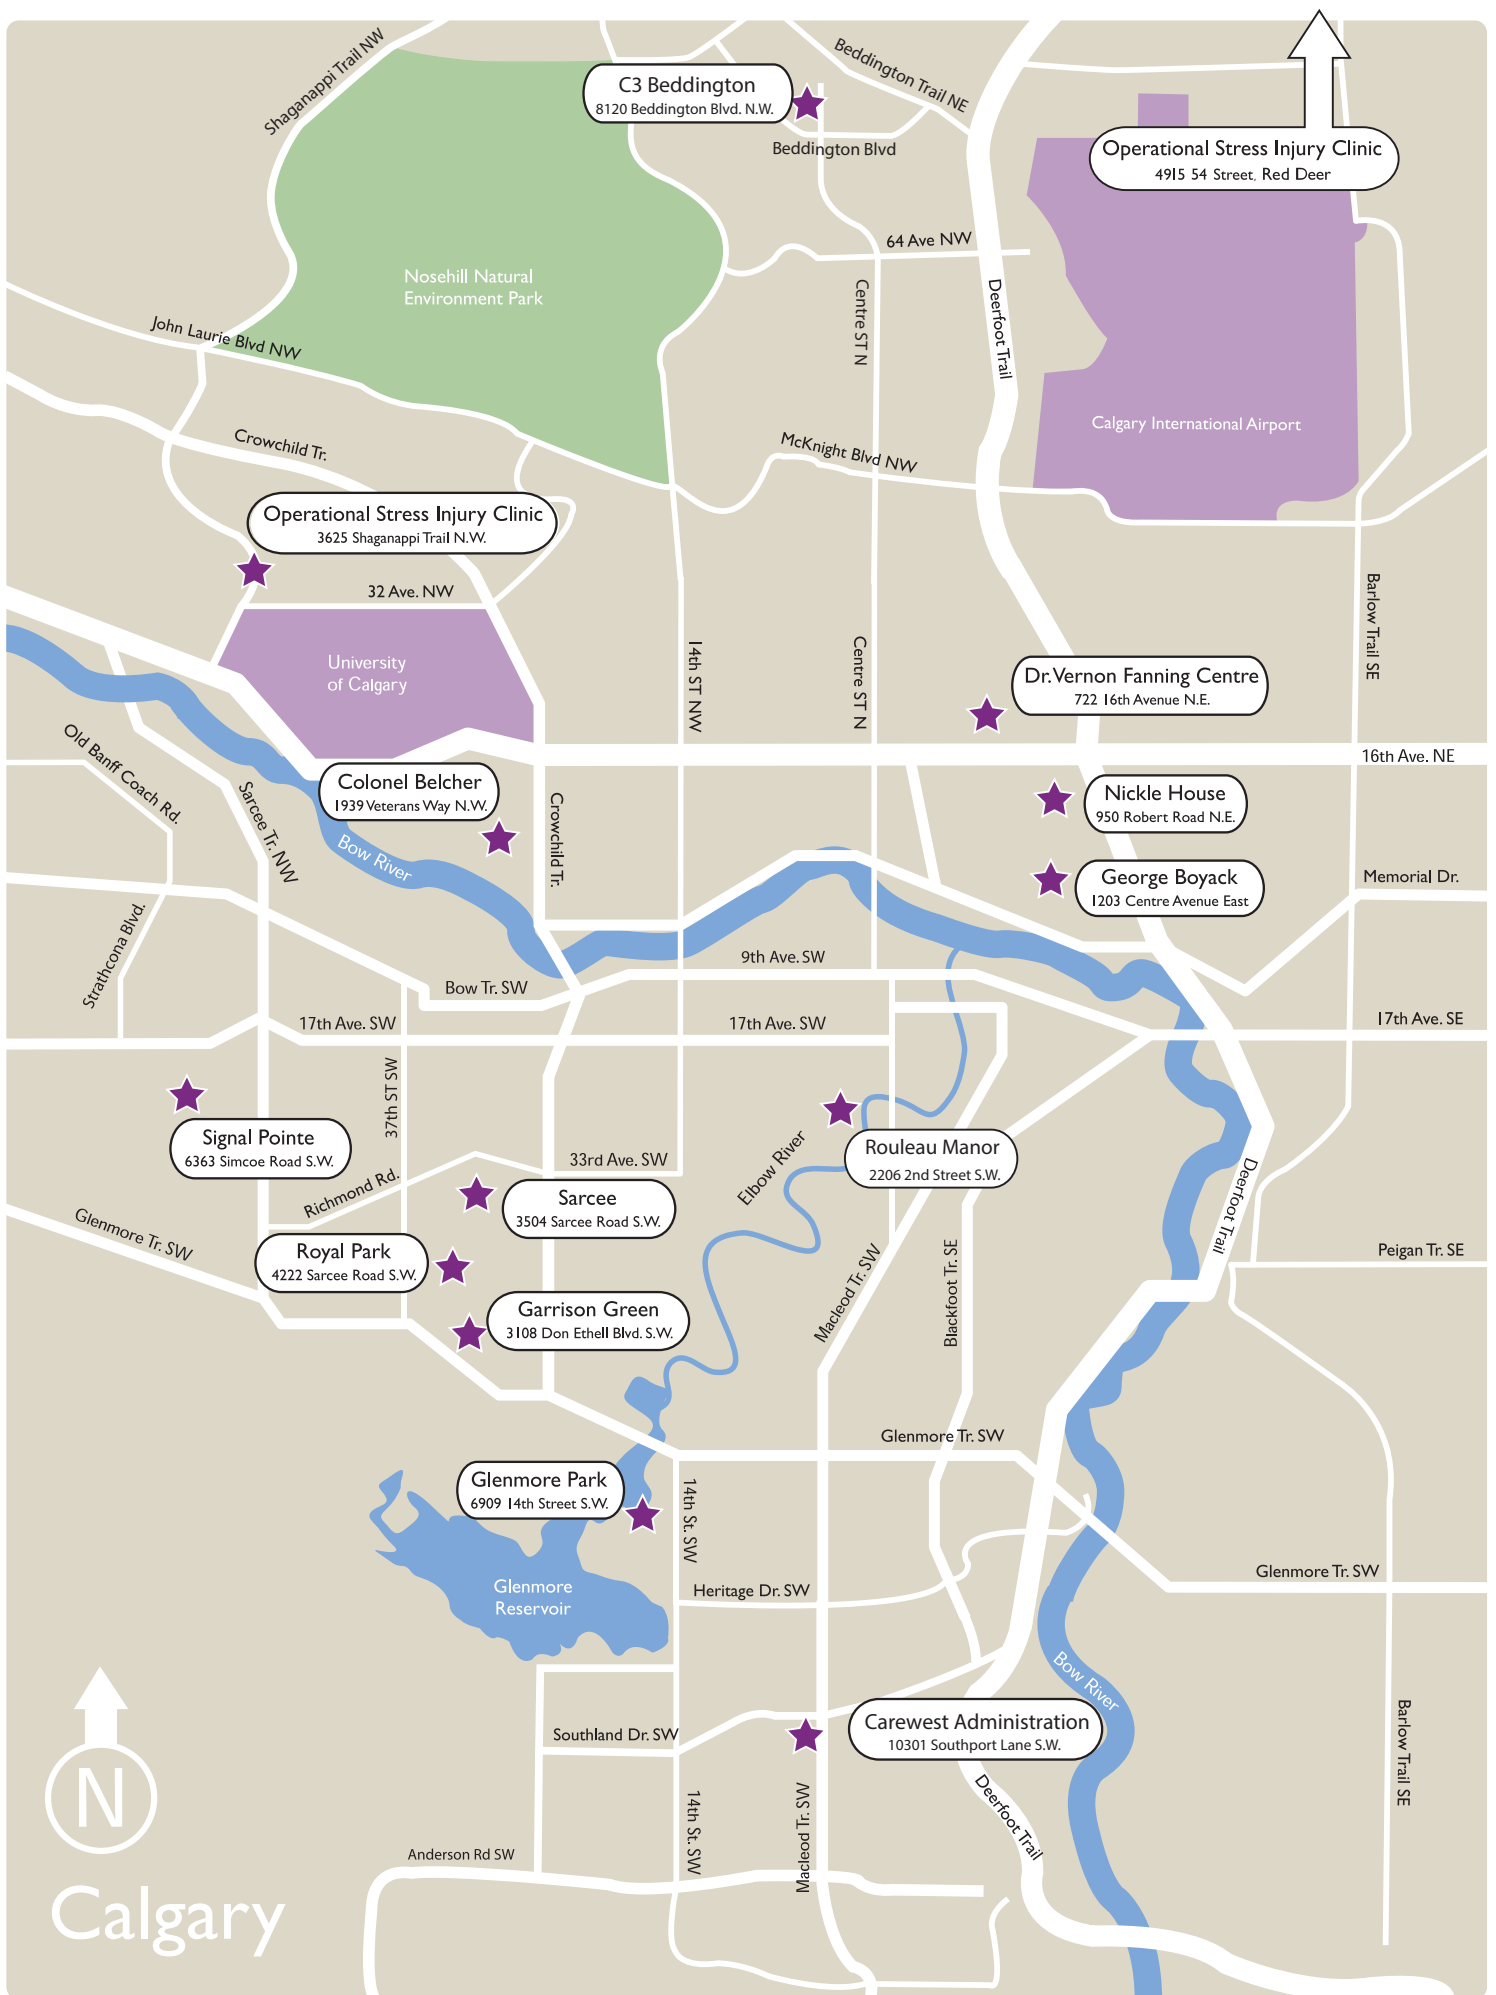 Shaganappi Trail NW
Beddington Trail NE
C3 Beddington
8120 Beddington Blvd. N.W.
Beddington Blvd
Operational Stress Injury Clinic
4915 54 Street, Red Deer
64 Ave NW
Nosehill Natural
Environment Park
Centre ST N
Deerfoot Trail
John Laurie Blvd NW
Calgary International Airport
Crowchild Tr.
McKnight Blvd NW
Operational Stress Injury Clinic
3625 Shaganappi Trail N.W.
32 Ave. NW
Barlow Trail SE
University
of Calgary
14th ST NW
Centre ST N
Dr. Vernon Fanning Centre
722 16th Avenue N.E.
16th Ave. NE
Old Banff Coach Rd.
Sarcee Tr. NW
Colonel Belcher
1939 Veterans Way N.W.
Crowchild Tr.
Nickle House
950 Robert Road N.E.
Bow River
George Boyack
1203 Centre Avenue East
Memorial Dr.
Strathcona Blvd.
9th Ave. SW
Bow Tr. SW
17th Ave. SW
17th Ave. SW
17th Ave. SE
37th ST SW
Signal Pointe
6363 Simcoe Road S.W.
Rouleau Manor
2206 2nd Street S.W.
Elbow River
33rd Ave. SW
Richmond Rd.
Sarcee
3504 Sarcee Road S.W.
Deerfoot Trail
Glenmore Tr. SW
Royal Park
4222 Sarcee Road S.W.
Peigan Tr. SE
Macleod Tr. SW
Blackfoot Tr. SE
Garrison Green
3108 Don Ethell Blvd. S.W.
Glenmore Tr. SW
Glenmore Park
6909 14th Street S.W.
14th St. SW
Glenmore
Reservoir
Heritage Dr. SW
Glenmore Tr. SW
Bow River
Southland Dr. SW
Carewest Administration
10301 Southport Lane S.W.
Barlow Trail SE
N
14th St. SW
Macleod Tr. SW
Deerfoot Trail
Anderson Rd SW
Calgary